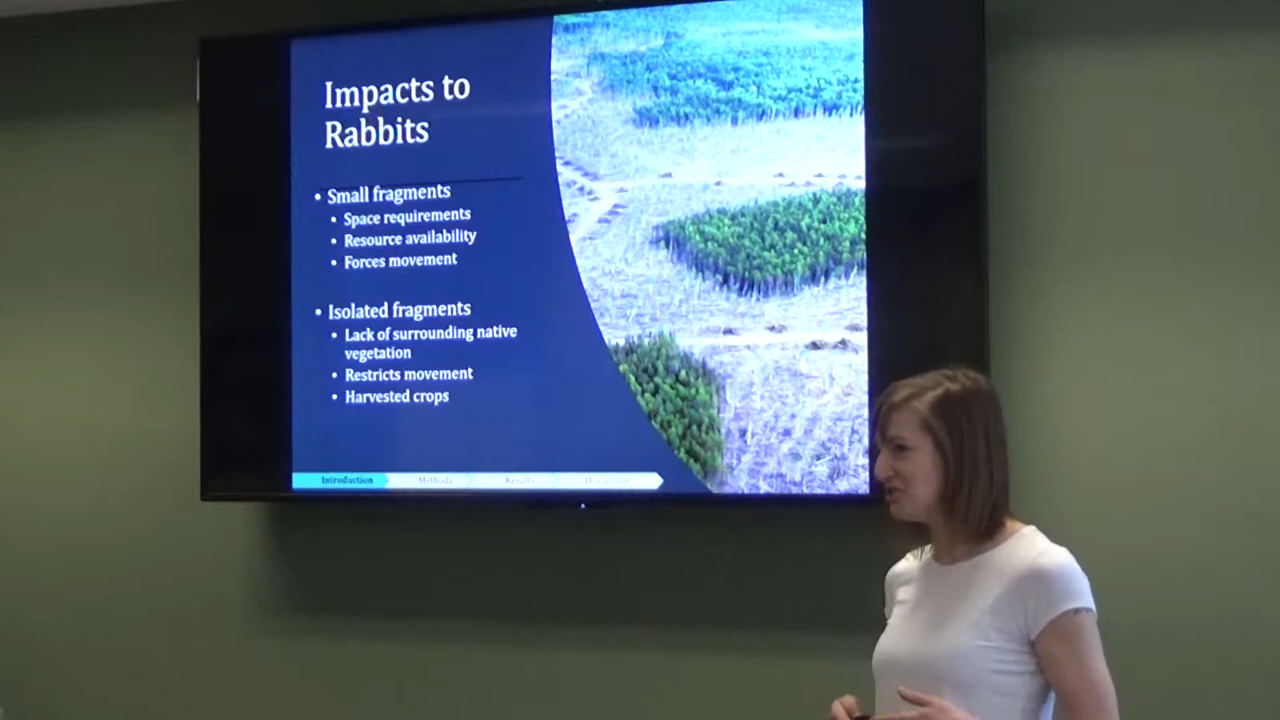 Impacts to
Rabbits
• Small fragments
• Space requirements
• Resource availability
• Forces movement
• Isolated fragments
• Lack of surrounding native
vegetation
• Restricts movement
• Harvested crops
Introduction Methods Results